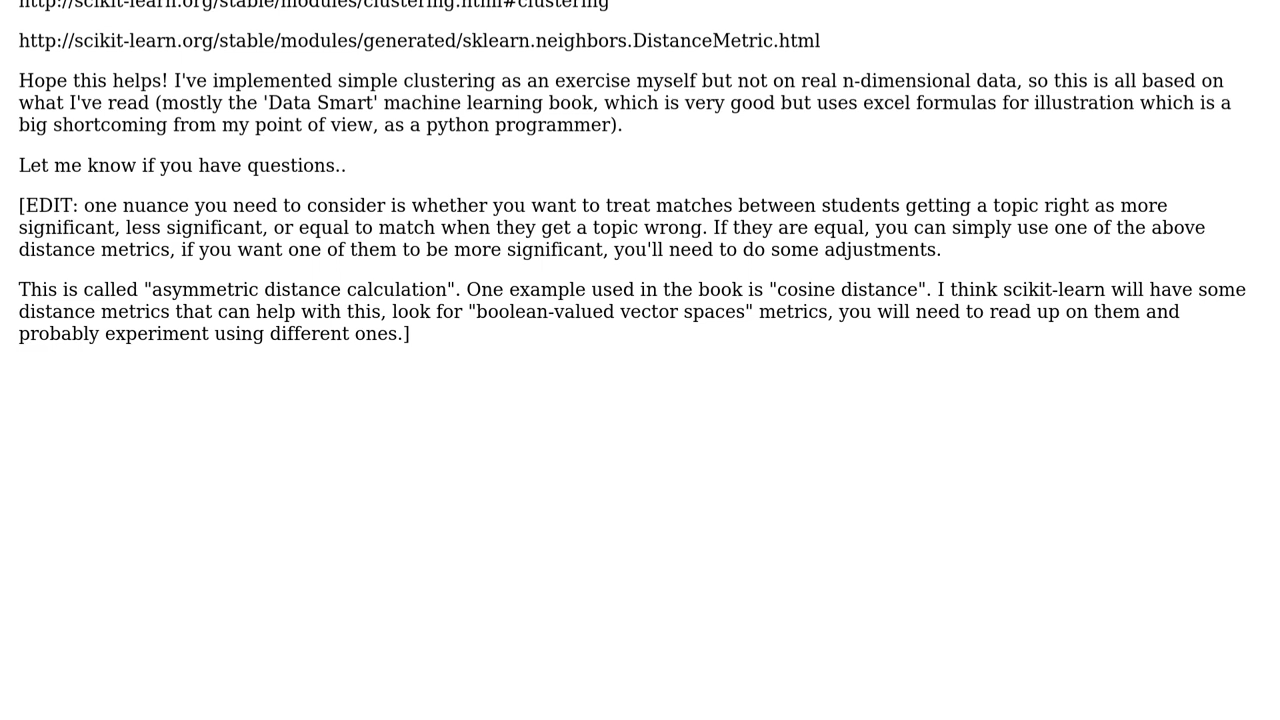 http://scikit-learn.org/stable/modules/clustering.html#clustering
http://scikit-learn.org/stable/modules/generated/sklearn.neighbors.DistanceMetric.html
Hope this helps! I've implemented simple clustering as an exercise myself but not on real n-dimensional data, so this is all based on
what I've read (mostly the 'Data Smart' machine learning book, which is very good but uses excel formulas for illustration which is a
big shortcoming from my point of view, as a python programmer).
Let me know if you have questions..
[EDIT: one nuance you need to consider is whether you want to treat matches between students getting a topic right as more
significant, less significant, or equal to match when they get a topic wrong. If they are equal, you can simply use one of the above
distance metrics, if you want one of them to be more significant, you'll need to do some adjustments.
This is called "asymmetric distance calculation". One example used in the book is "cosine distance". I think scikit-learn will have some
distance metrics that can help with this, look for "boolean-valued vector spaces" metrics, you will need to read up on them and
probably experiment using different ones.]